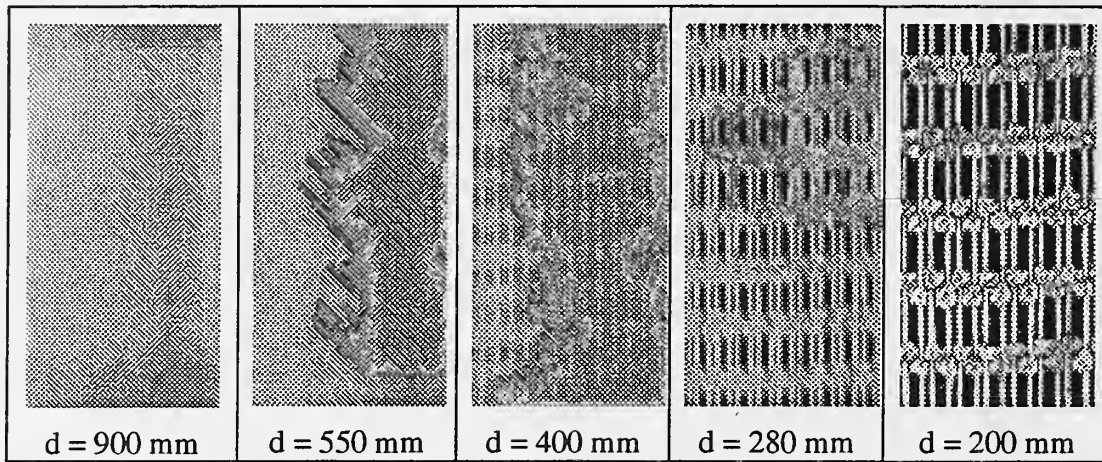 d = 900 mm
d = 550 mm
d = 400 mm
d = 280 mm
d = 200 mm